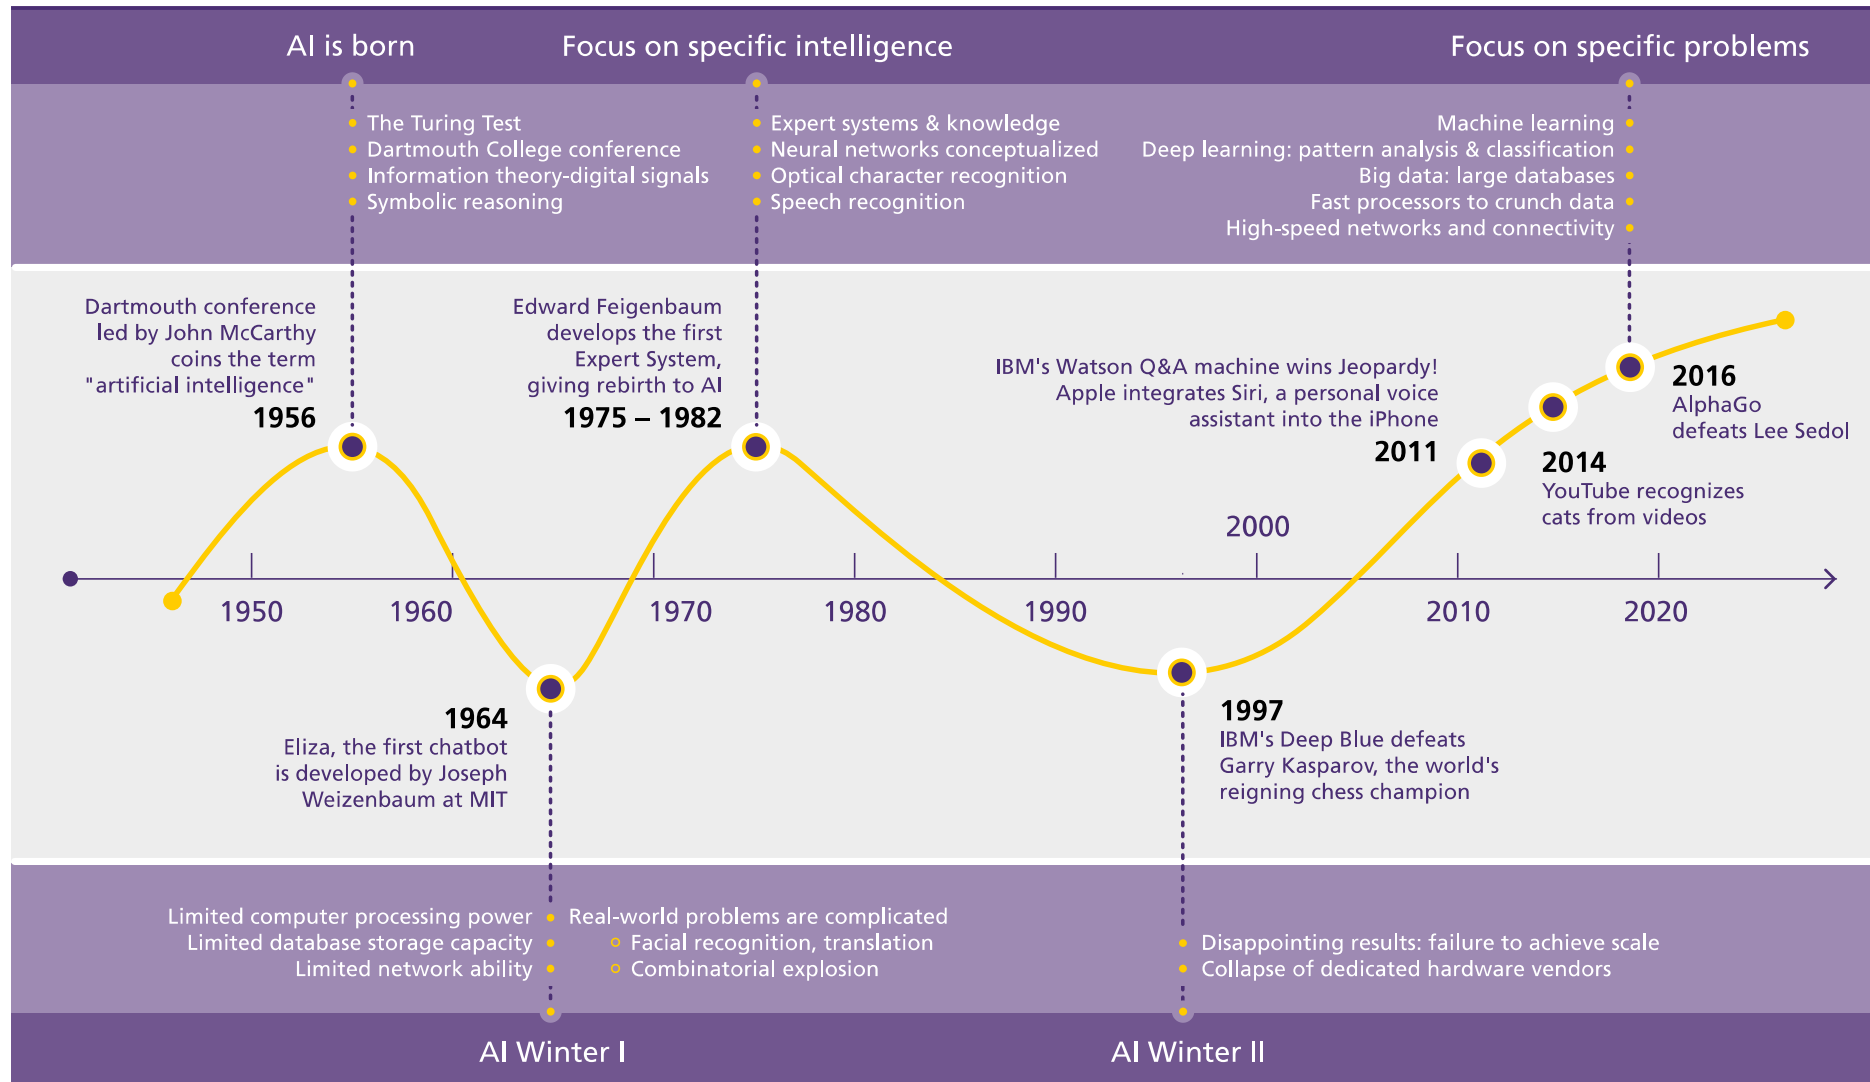 AI is born
Focus on specific intelligence
Focus on specific problems
The Turing Test
Dartmouth College conference
Information theory-digital signals
Symbolic reasoning
Expert systems & knowledge
Neural networks conceptualized
Optical character recognition
Speech recognition
Machine learning
Deep learning: pattern analysis & classification
Big data: large databases
Fast processors to crunch data
High-speed networks and connectivity
Dartmouth conference
led by John McCarthy
coins the term
"artificial intelligence"
1956
Edward Feigenbaum
develops the first
Expert System,
giving rebirth to AI
1975 – 1982
IBM's Watson Q&A machine wins Jeopardy!
Apple integrates Siri, a personal voice
assistant into the iPhone
2011
2014
YouTube recognizes
cats from videos
2016
AlphaGo
defeats Lee Sedol
1950
1960
1970
1980
1990
2000
2010
2020
1964
Eliza, the first chatbot
is developed by Joseph
Weizenbaum at MIT
1997
IBM's Deep Blue defeats
Garry Kasparov, the world's
reigning chess champion
Limited computer processing power
Limited database storage capacity
Limited network ability
Real-world problems are complicated
Facial recognition, translation
Combinatorial explosion
Disappointing results: failure to achieve scale
Collapse of dedicated hardware vendors
AI Winter I
AI Winter II